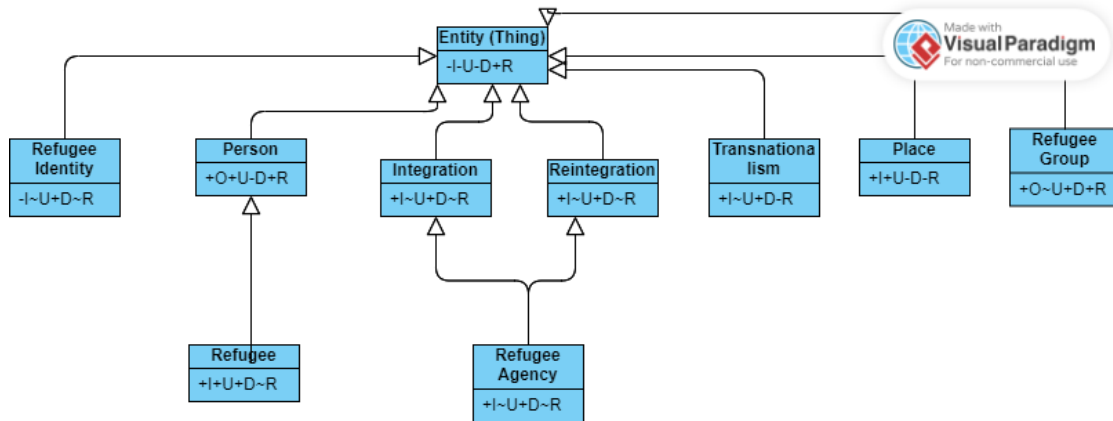 Made with
Visual Paradigm
For non-commercial use
Entity (Thing)
-I-U-D+R
Refugee
Identity
-I~U+D~R
Person
+O+U-D+R
Integration
+I~U+D~R
Reintegration
+I~U+D~R
Transnationa
lism
+I~U+D-R
Place
+I+U-D-R
Refugee
Group
+O~U+D+R
Refugee
+I+U+D~R
Refugee
Agency
+I~U+D~R